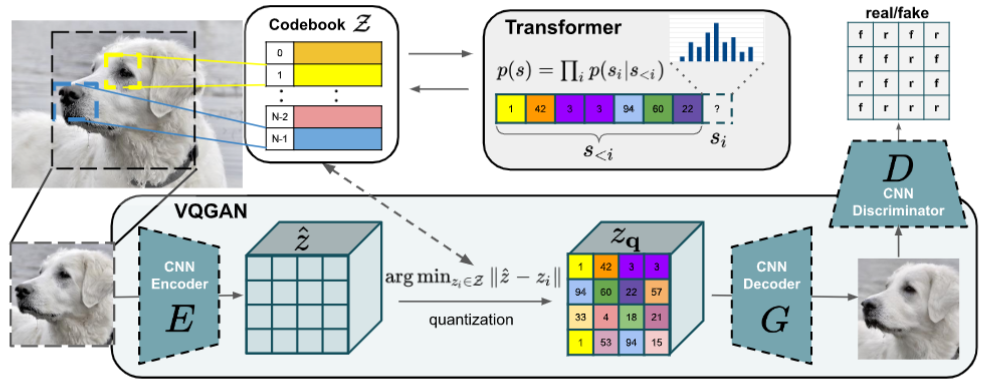 Codebook 𝒵
0
1
⋮ ⋮
N-2
N-1
Transformer
p(s) = ∏ᵢ p(sᵢ|s<ᵢ)
1 42 3 3 94 60 22 ?
s<ᵢ
sᵢ
real/fake
f r f r
f f r r
r f f r
r r r r
D
CNN
Discriminator
VQGAN
CNN
Encoder
E
ẑ
arg min_{zᵢ∈𝒵} ‖ẑ − zᵢ‖
quantization
z_q
1 42 3 3
94 60 22 57
33 4 18 21
1 53 94 15
CNN
Decoder
G